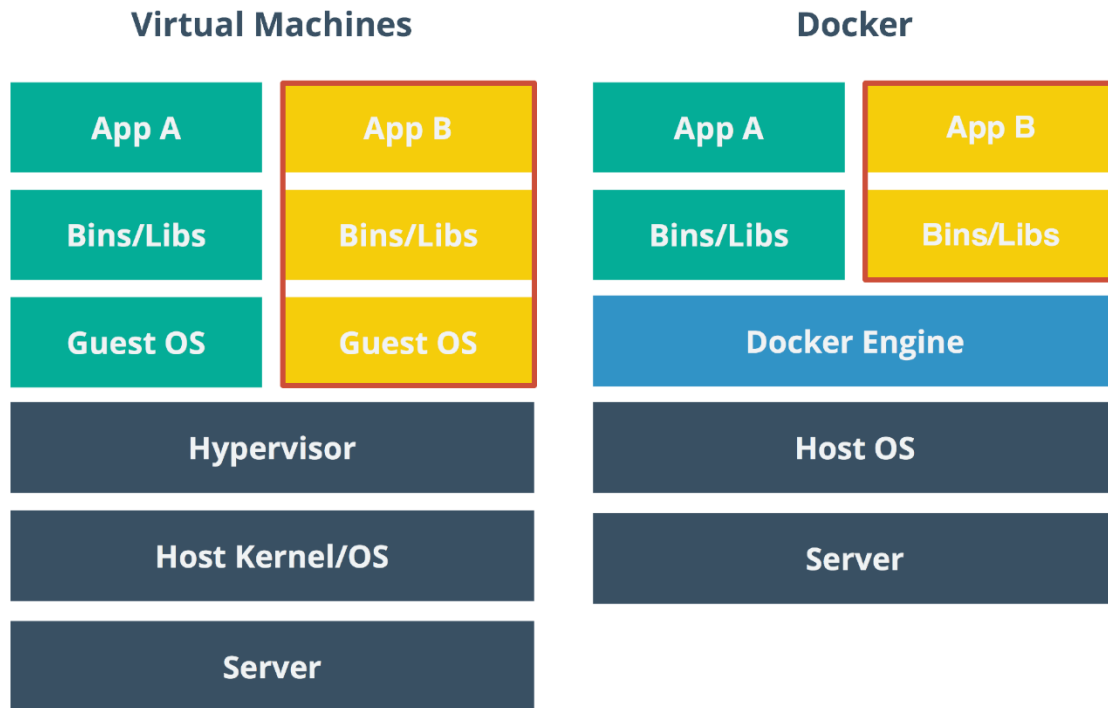 Virtual Machines
App A
App B
Bins/Libs
Bins/Libs
Guest OS
Guest OS
Hypervisor
Host Kernel/OS
Server
Docker
App A
App B
Bins/Libs
Bins/Libs
Docker Engine
Host OS
Server